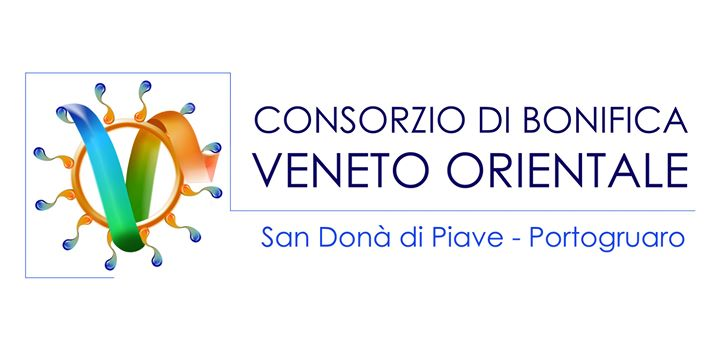 CONSORZIO DI BONIFICA
VENETO ORIENTALE
San Donà di Piave - Portogruaro